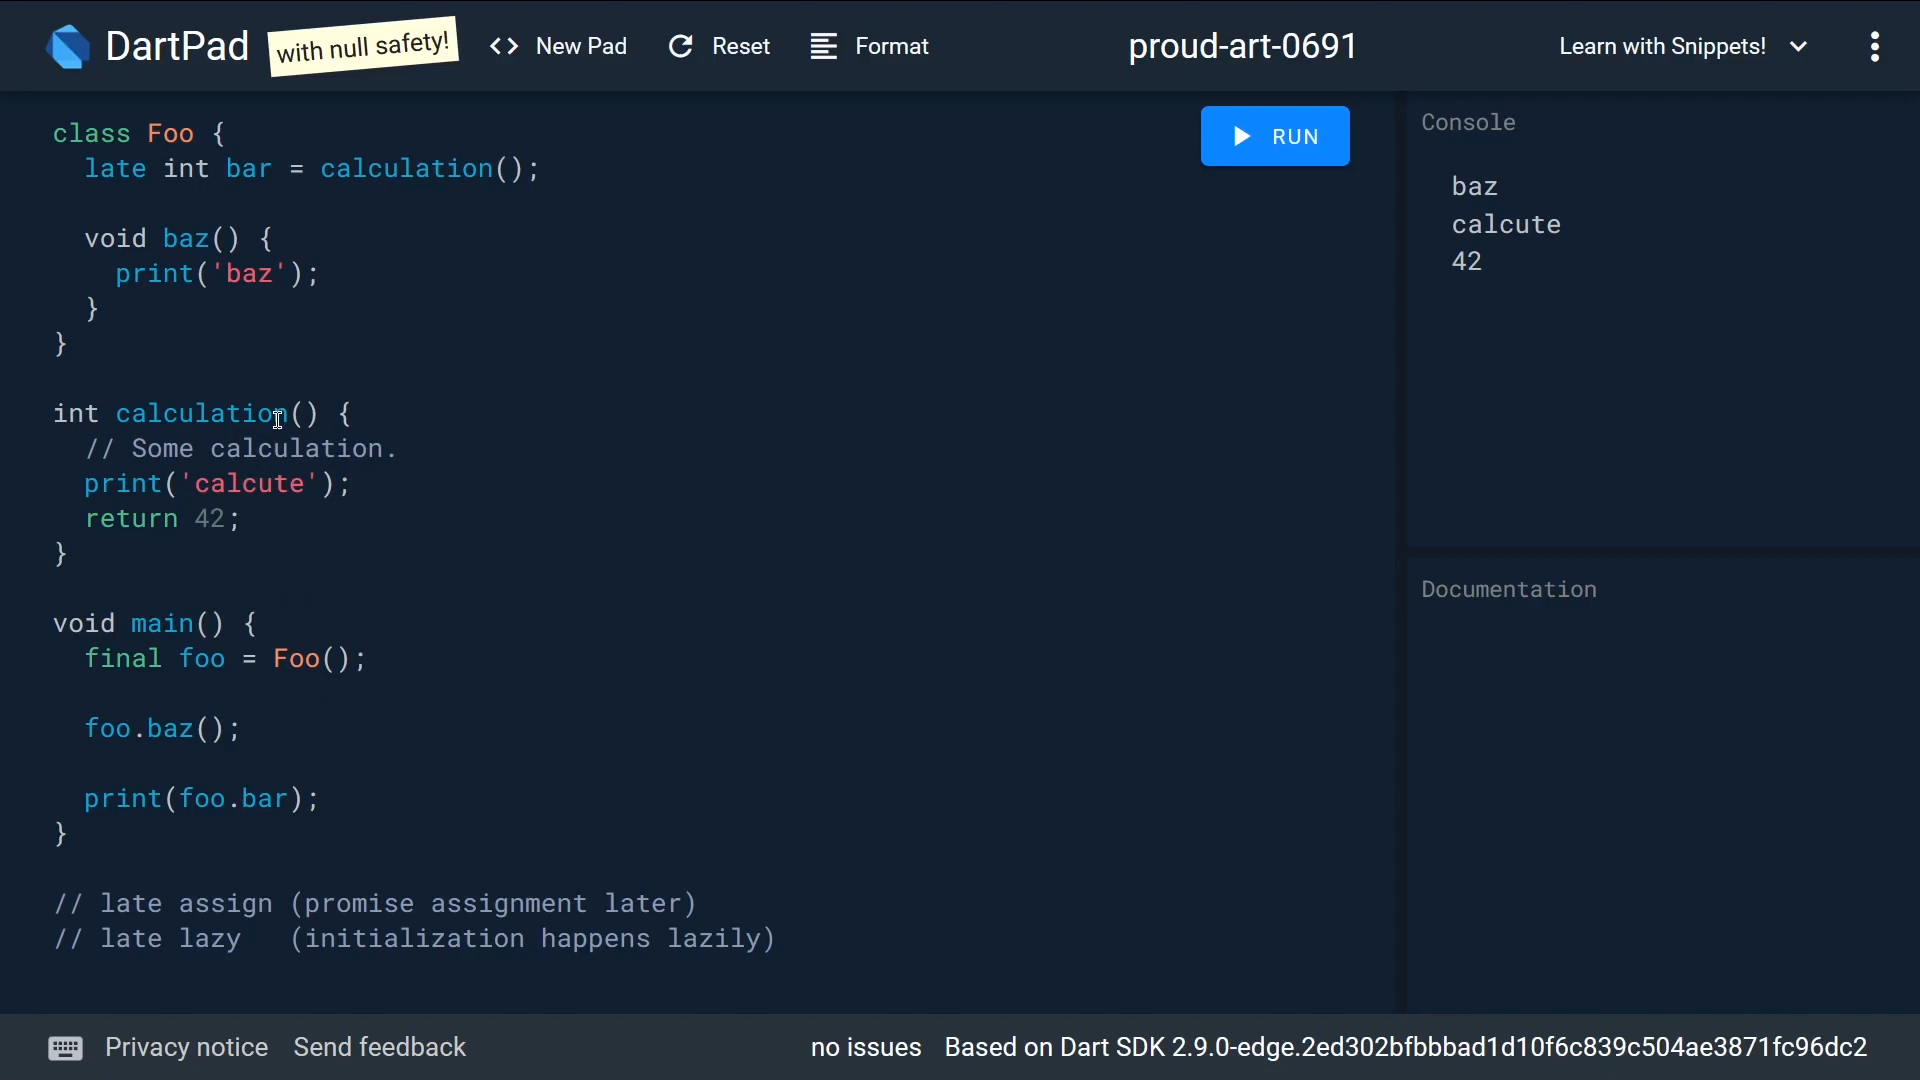 DartPad with null safety! <> New Pad Reset Format proud-art-0691 Learn with Snippets!
class Foo {
  late int bar = calculation();

  void baz() {
    print('baz');
  }
}

int calculation() {
  // Some calculation.
  print('calcute');
  return 42;
}

void main() {
  final foo = Foo();

  foo.baz();

  print(foo.bar);
}

// late assign (promise assignment later)
// late lazy   (initialization happens lazily)
RUN
Console
baz
calcute
42
Documentation
Privacy notice Send feedback no issues Based on Dart SDK 2.9.0-edge.2ed302bfbbbad1d10f6c839c504ae3871fc96dc2